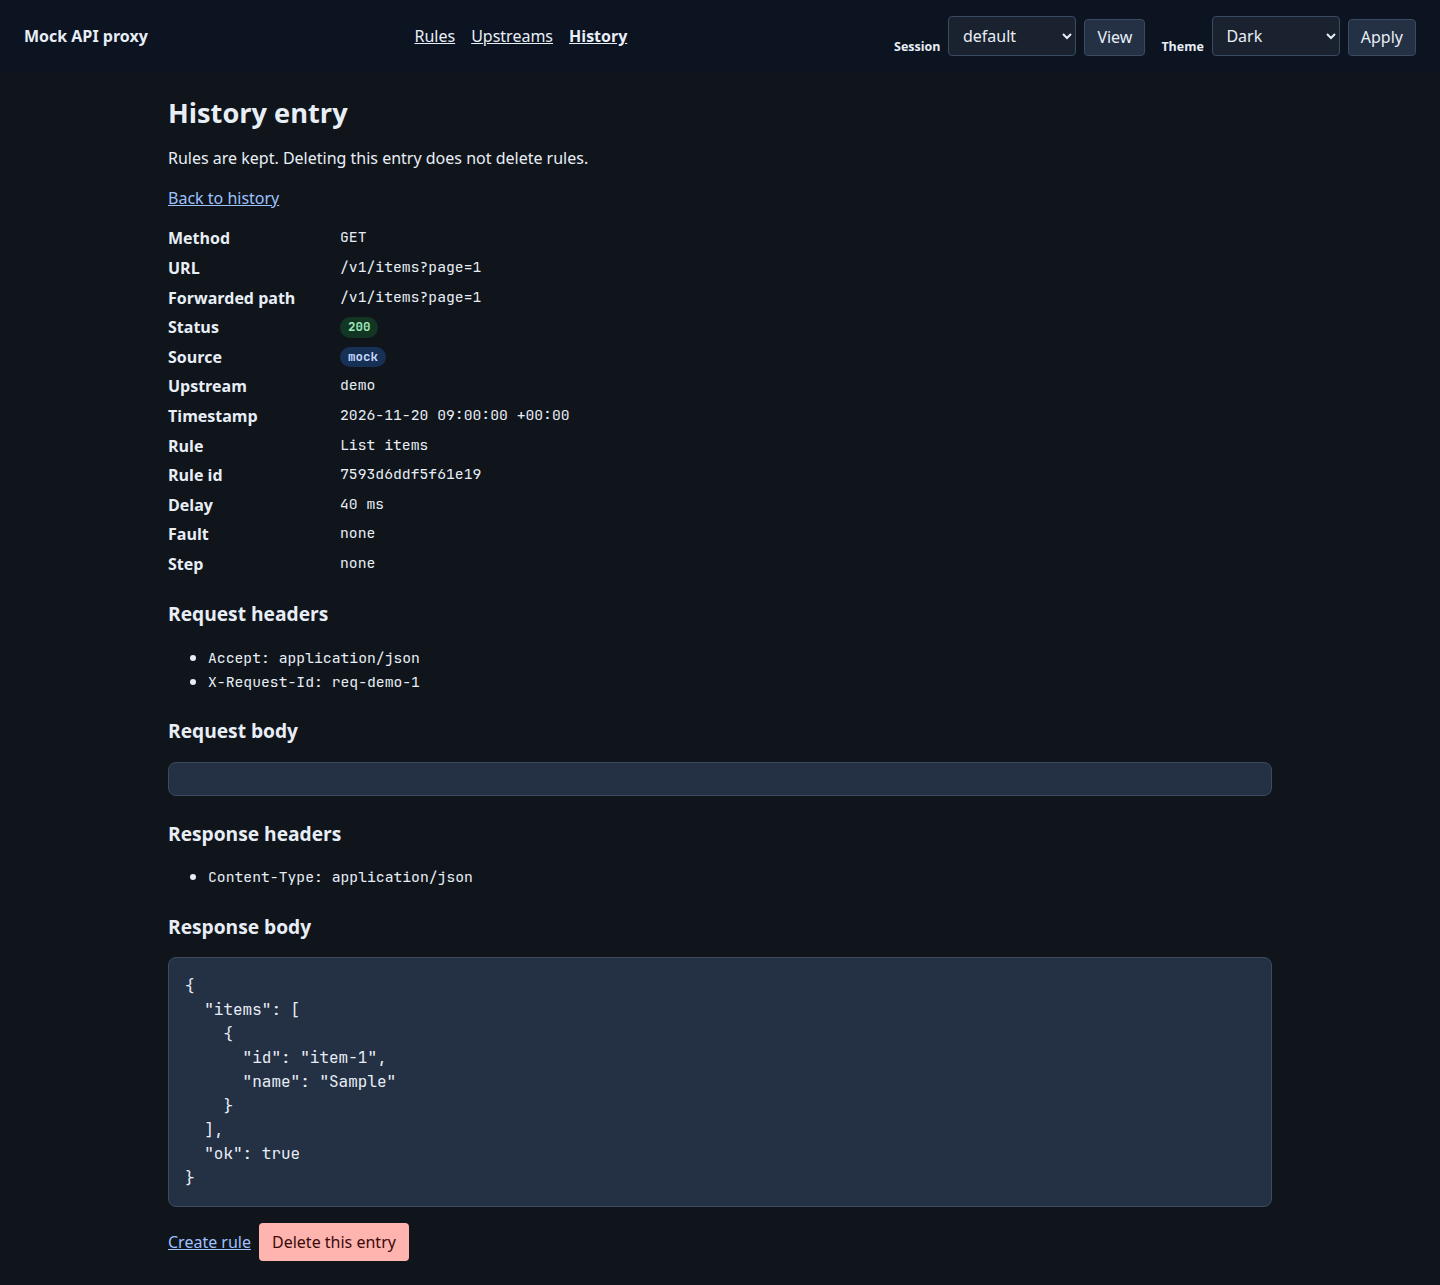 Mock API proxy
Rules Upstreams History
Session default View Theme Dark Apply
History entry
Rules are kept. Deleting this entry does not delete rules.
Back to history
Method GET
URL /v1/items?page=1
Forwarded path /v1/items?page=1
Status 200
Source mock
Upstream demo
Timestamp 2026-11-20 09:00:00 +00:00
Rule List items
Rule id 7593d6ddf5f61e19
Delay 40 ms
Fault none
Step none
Request headers
Accept: application/json
X-Request-Id: req-demo-1
Request body
Response headers
Content-Type: application/json
Response body
{
  "items": [
    {
      "id": "item-1",
      "name": "Sample"
    }
  ],
  "ok": true
}
Create rule Delete this entry